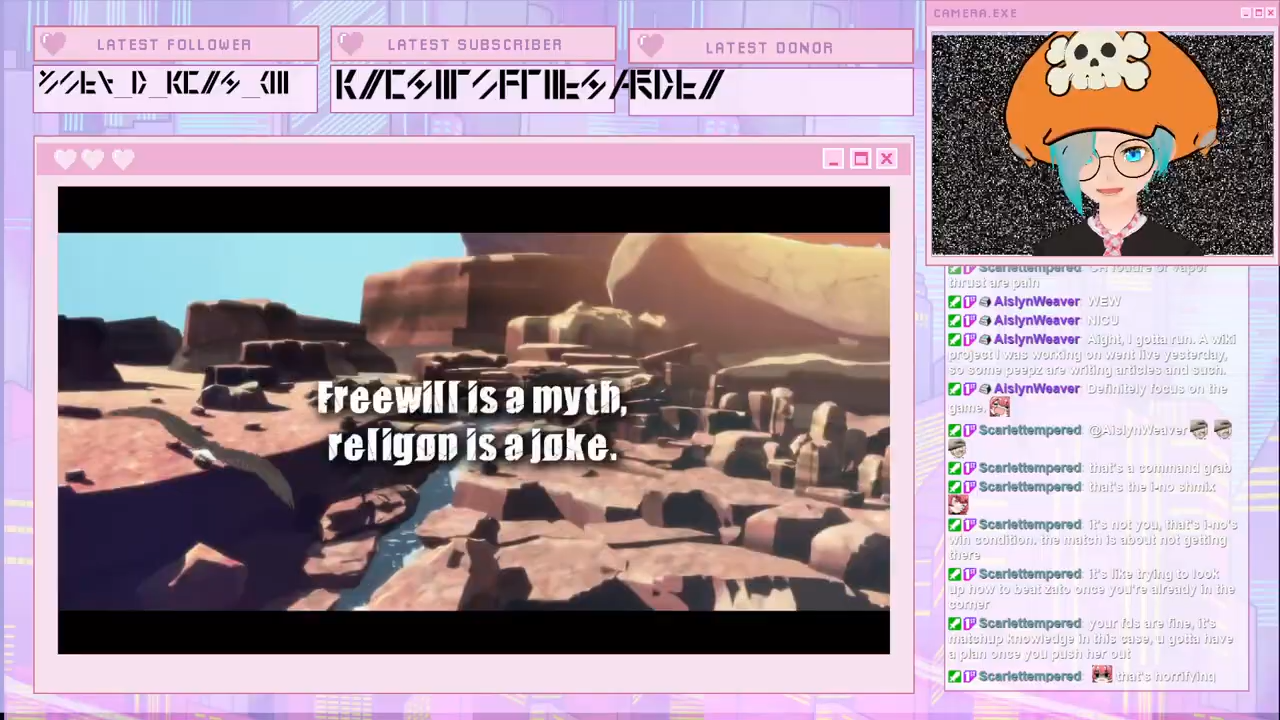 LATEST FOLLOWER
LATEST SUBSCRIBER
LATEST DONOR
CAMERA.EXE
Freewill is a myth,
religøn is a jøke.
Scarlettempered
thrust are pain
AislynWeaver WEW
AislynWeaver NICU
AislynWeaver Aight, I gotta run. A wiki
project I was working on went live yesterday,
so some peepz are writing articles and such.
AislynWeaver Definitely focus on the
game.
Scarlettempered @AislynWeaver
Scarlettempered that's a command grab
Scarlettempered that's the i-no shmix
Scarlettempered it's not you, that's i-no's
win condition. the match is about not getting
there
Scarlettempered it's like trying to look
up how to beat zato once you're already in the
corner
Scarlettempered your fds are fine, it's
matchup knowledge in this case, u gotta have
a plan once you push her out
Scarlettempered that's horrifying